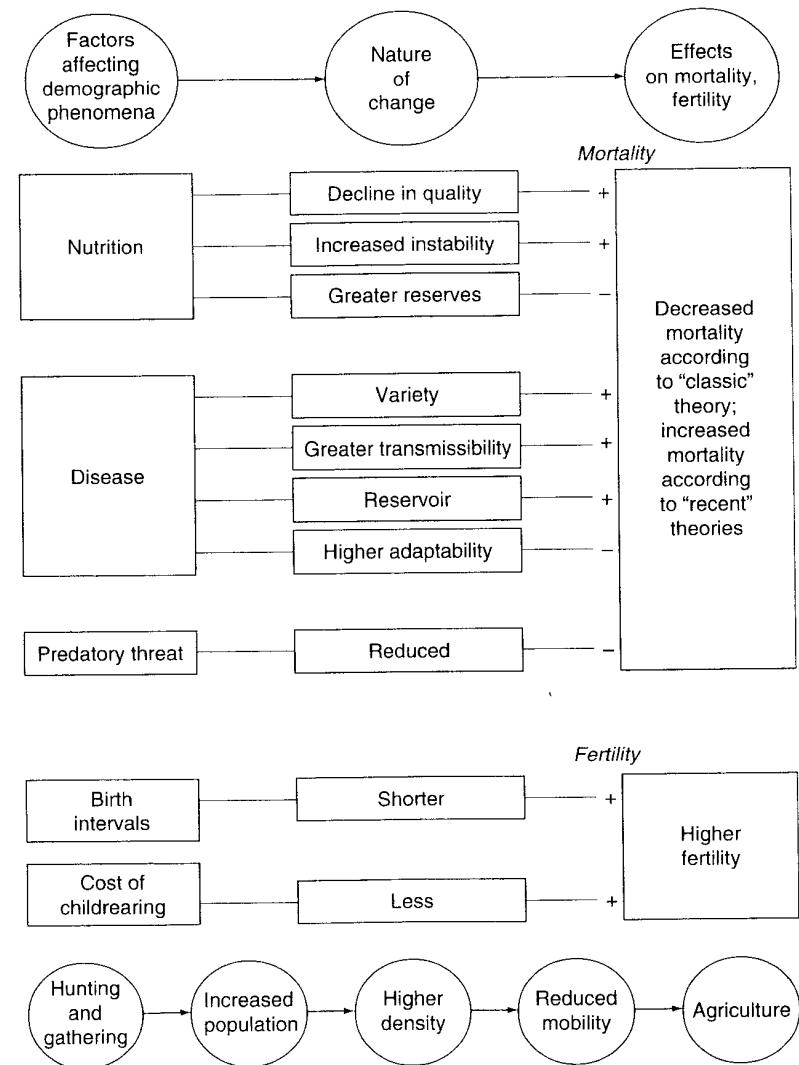 Factors
affecting
demographic
phenomena
Nature
of
change
Effects
on mortality,
fertility
Mortality
Nutrition
Decline in quality
+
Increased instability
+
Greater reserves
–
Disease
Variety
+
Greater transmissibility
+
Reservoir
+
Higher adaptability
–
Predatory threat
Reduced
–
Decreased
mortality
according
to “classic”
theory;
increased
mortality
according
to “recent”
theories
Fertility
Birth
intervals
Shorter
+
Cost of
childrearing
Less
+
Higher
fertility
Hunting
and
gathering
Increased
population
Higher
density
Reduced
mobility
Agriculture